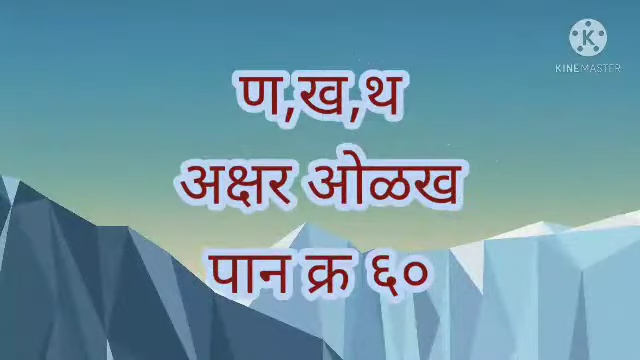 K
KINEMASTER
ण,ख,थ
अक्षर ओळख
पान क्र ६०